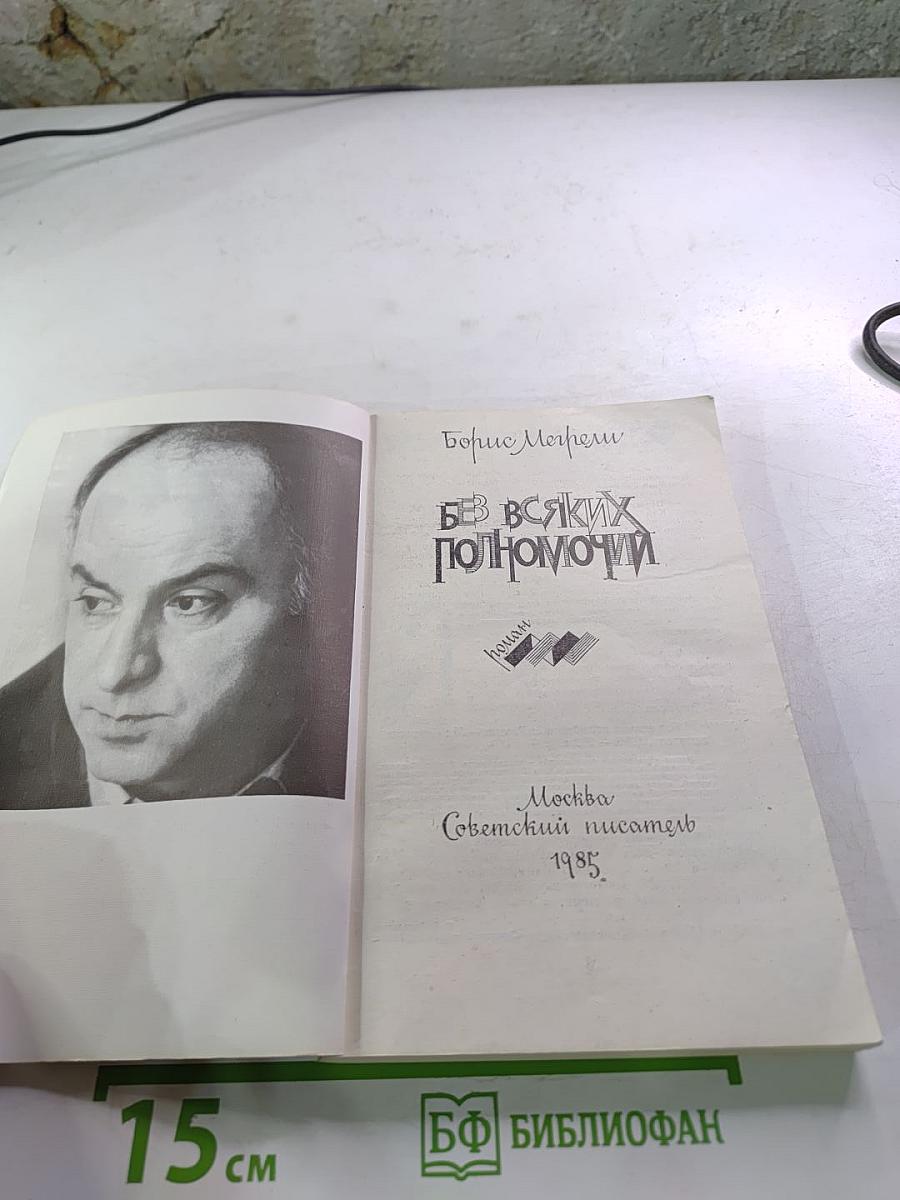 Борис Мегрели
БЕЗ ВСЯКИХ
ПОЛНОМОЧИЙ
роман
Москва
Советский писатель
1985
15 см
БФ БИБЛИОФАН